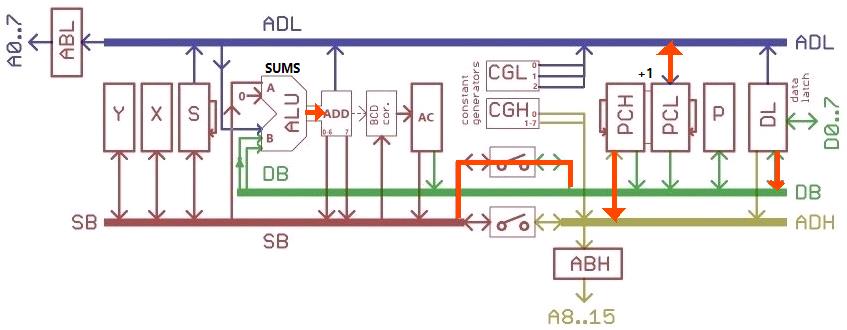 ADL
A0..7
ABL
ADL
SUMS
CGL
0
1
2
+1
constant
generators
data
latch
Y
X
S
0
A
B
ALU
ADD
0-6 7
BCD
cor.
AC
CGH
0
1-7
PCH
PCL
P
DL
D0..7
DB
DB
SB
SB
ADH
ABH
A8..15